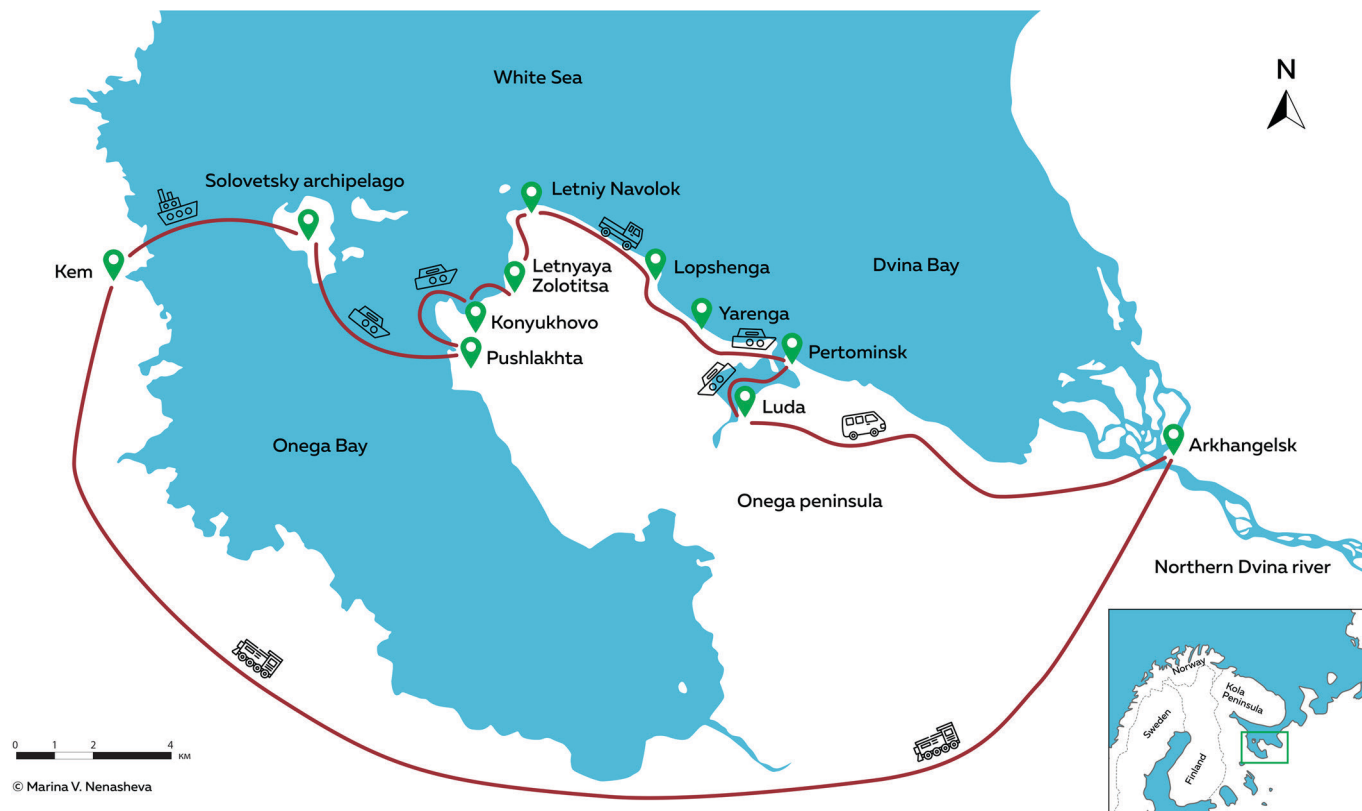 White Sea
N
Solovetsky archipelago
Letniy Navolok
Kem
Letnyaya
Zolotitsa
Lopshenga
Dvina Bay
Konyukhovo
Yarenga
Pushlakhta
Pertominsk
Luda
Onega Bay
Arkhangelsk
Onega peninsula
Northern Dvina river
Norway
Kola
Peninsula
Sweden
Finland
0 1 2 4
KM
© Marina V. Nenasheva